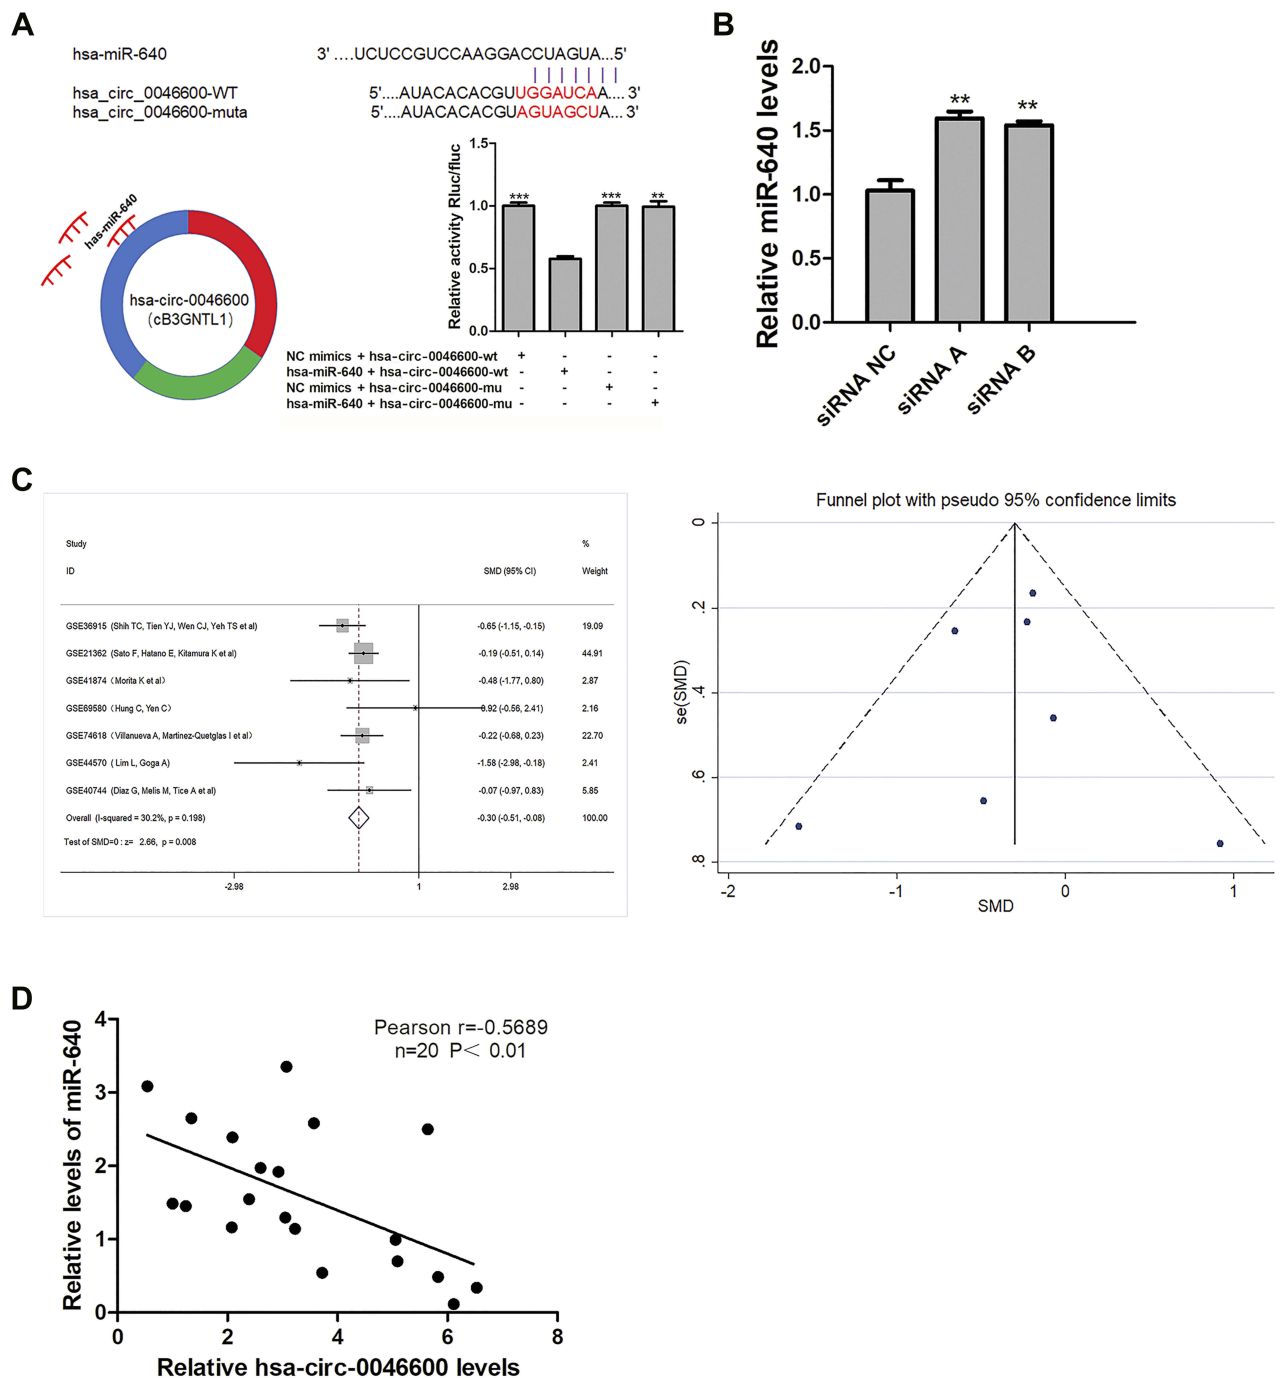 A
hsa-miR-640 3' ....UCUCCGUCCAAGGACCUAGUA...5'
hsa_circ_0046600-WT 5'....AUACACACGUUGGAUCAA.... 3'
hsa_circ_0046600-muta 5'....AUACACACGUAGUAGCUA... 3'
has-miR-640
hsa-circ-0046600
(cB3GNTL1)
Relative activity Rluc/fluc
1.5
1.0
0.5
0.0
*** *** **
NC mimics + hsa-circ-0046600-wt + - - -
hsa-miR-640 + hsa-circ-0046600-wt - + - -
NC mimics + hsa-circ-0046600-mu - - + -
hsa-miR-640 + hsa-circ-0046600-mu - - - +
B
Relative miR-640 levels
2.0
1.5
1.0
0.5
0.0
** **
siRNA NC
siRNA A
siRNA B
C
Study %
ID SMD (95% CI) Weight
GSE36915 (Shih TC, Tien YJ, Wen CJ, Yeh TS et al) -0.65 (-1.15, -0.15) 19.09
GSE21362 (Sato F, Hatano E, Kitamura K et al) -0.19 (-0.51, 0.14) 44.91
GSE41874 (Morita K et al) -0.48 (-1.77, 0.80) 2.87
GSE69580 (Hung C, Yen C) 0.92 (-0.56, 2.41) 2.16
GSE74618 (Villanueva A, Martinez-Quetglas I et al) -0.22 (-0.68, 0.23) 22.70
GSE44570 (Lim L, Goga A) -1.58 (-2.98, -0.18) 2.41
GSE40744 (Diaz G, Melis M, Tice A et al) -0.07 (-0.97, 0.83) 5.85
Overall (I-squared = 30.2%, p = 0.198) -0.30 (-0.51, -0.08) 100.00
Test of SMD=0 : z= 2.66, p = 0.008
-2.98 1 2.98
Funnel plot with pseudo 95% confidence limits
se(SMD)
0
.2
.4
.6
.8
-2 -1 0 1
SMD
D
Relative levels of miR-640
4
3
2
1
0
Pearson r=-0.5689
n=20 P< 0.01
0 2 4 6 8
Relative hsa-circ-0046600 levels